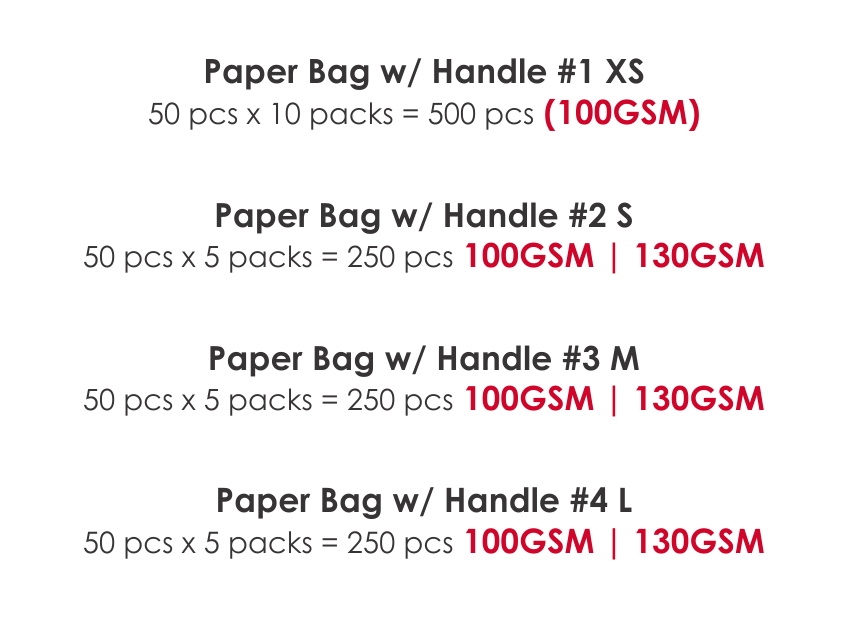 Paper Bag w/ Handle #1 XS
50 pcs x 10 packs = 500 pcs (100GSM)
Paper Bag w/ Handle #2 S
50 pcs x 5 packs = 250 pcs 100GSM | 130GSM
Paper Bag w/ Handle #3 M
50 pcs x 5 packs = 250 pcs 100GSM | 130GSM
Paper Bag w/ Handle #4 L
50 pcs x 5 packs = 250 pcs 100GSM | 130GSM